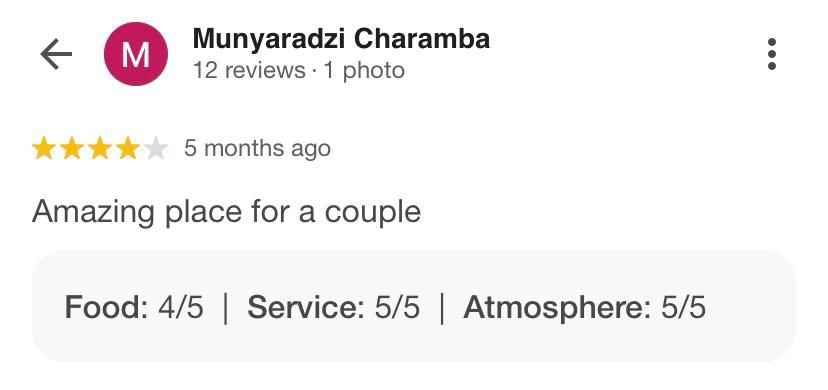 M
Munyaradzi Charamba
12 reviews · 1 photo
5 months ago
Amazing place for a couple
Food: 4/5 | Service: 5/5 | Atmosphere: 5/5